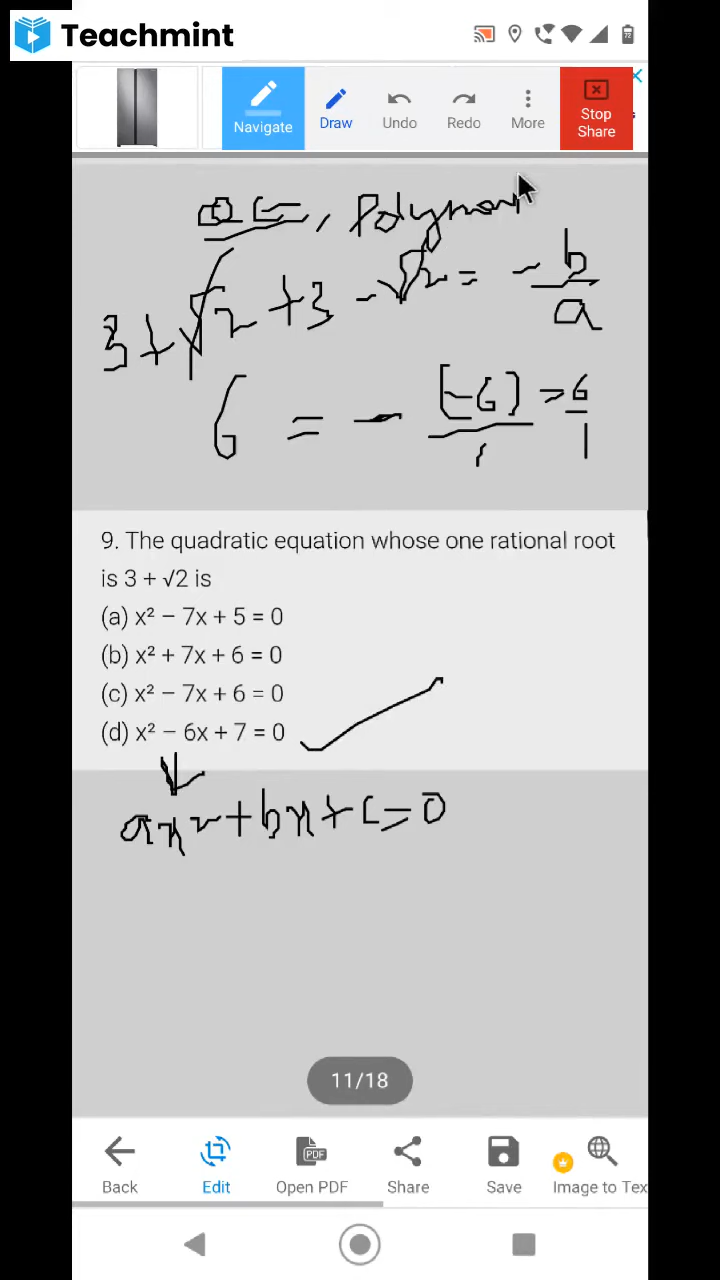 Teachmint
72
Navigate
Draw
Undo
Redo
More
Stop
Share
3 + √2 + 3 - √2 = - b/a
6 = - (-6)/1 = 6/1
9. The quadratic equation whose one rational root
is 3 + √2 is
(a) x² − 7x + 5 = 0
(b) x² + 7x + 6 = 0
(c) x² − 7x + 6 = 0
(d) x² − 6x + 7 = 0
ax² + bx + c = 0
11/18
PDF
Back
Edit
Open PDF
Share
Save
Image to Tex